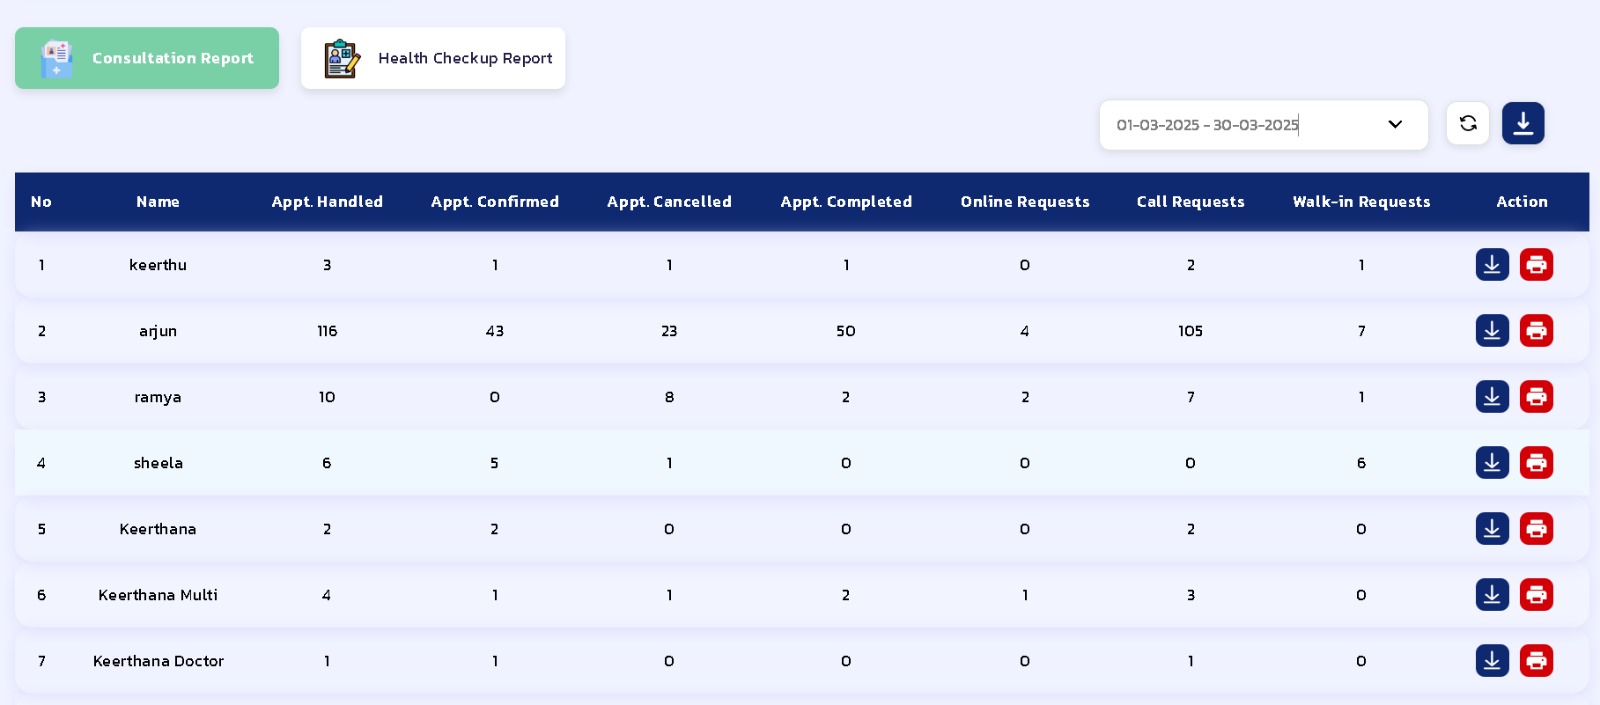 Consultation Report Health Checkup Report
01-03-2025 - 30-03-2025
No Name Appt. Handled Appt. Confirmed Appt. Cancelled Appt. Completed Online Requests Call Requests Walk-in Requests Action
1 keerthu 3 1 1 1 0 2 1
2 arjun 116 43 23 50 4 105 7
3 ramya 10 0 8 2 2 7 1
4 sheela 6 5 1 0 0 0 6
5 Keerthana 2 2 0 0 0 2 0
6 Keerthana Multi 4 1 1 2 1 3 0
7 Keerthana Doctor 1 1 0 0 0 1 0